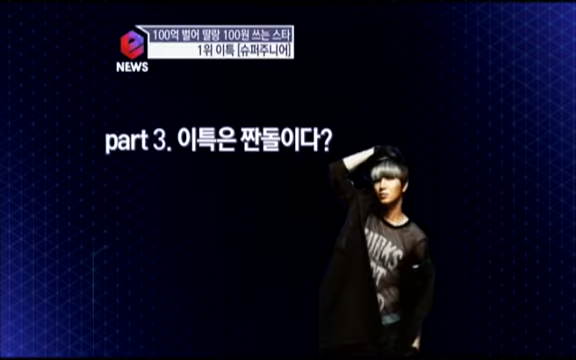 e
NEWS
100억 벌어 딸랑 100원 쓰는 스타
1위 이특 [슈퍼주니어]
part 3. 이특은 짠돌이다?